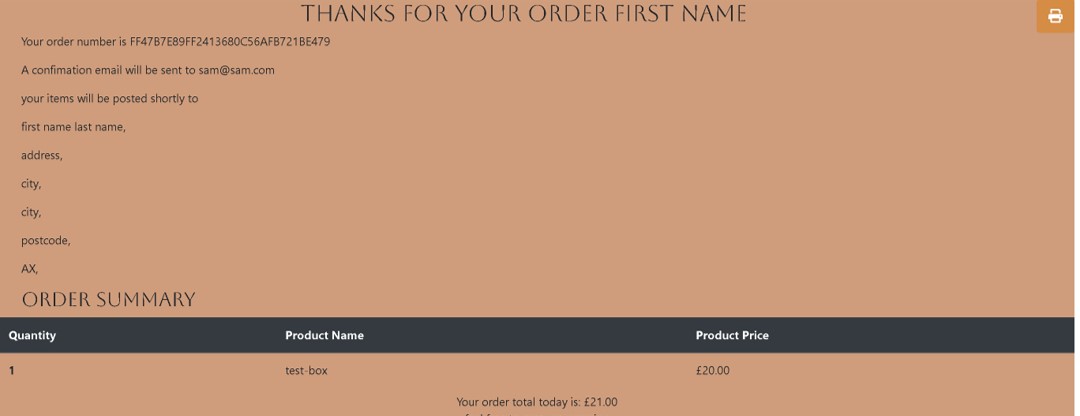 THANKS FOR YOUR ORDER FIRST NAME
Your order number is FF47B7E89FF2413680C56AFB721BE479
A confimation email will be sent to sam@sam.com
your items will be posted shortly to
first name last name,
address,
city,
city,
postcode,
AX,
ORDER SUMMARY
Quantity Product Name Product Price
1 test-box £20.00
Your order total today is: £21.00